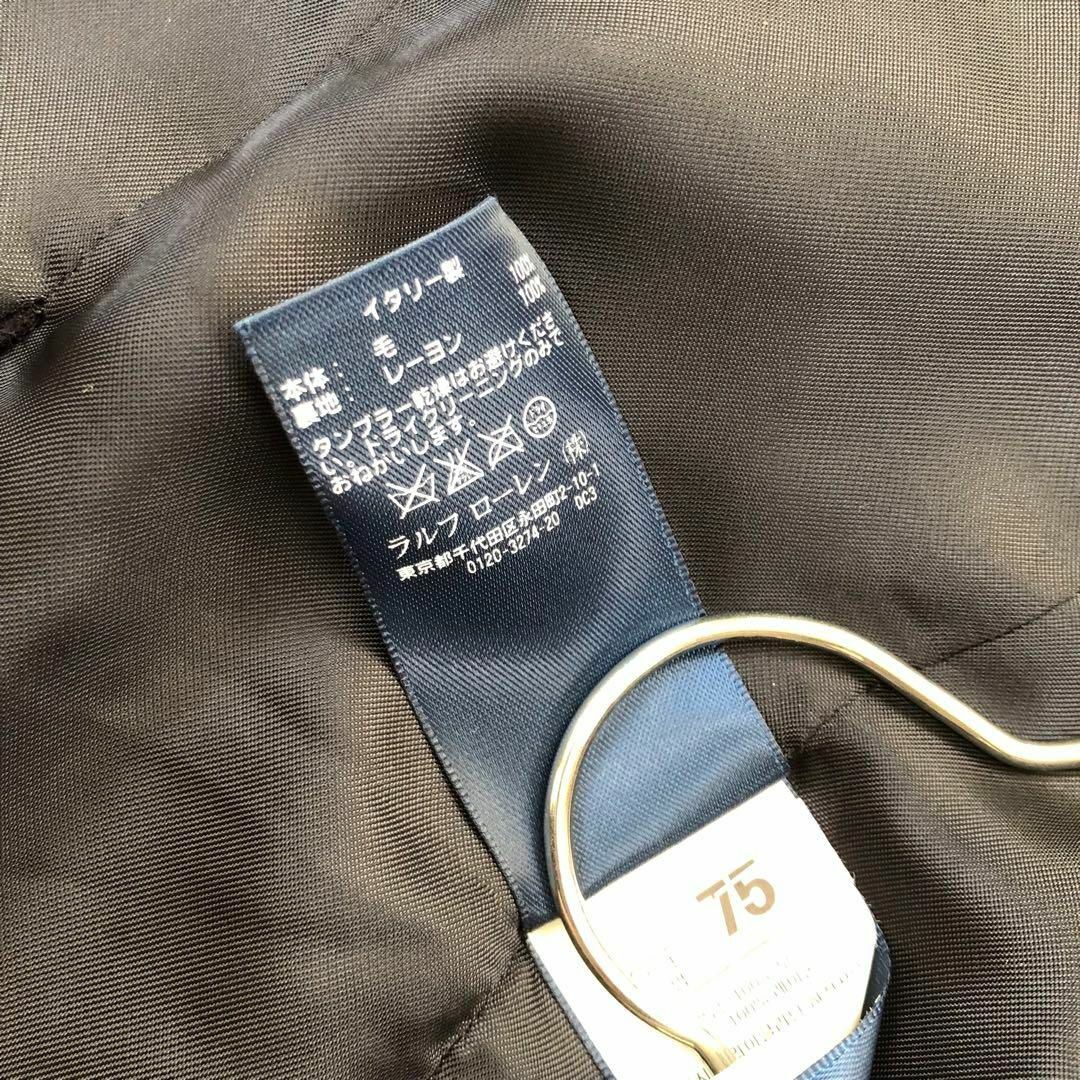 イタリー製
本体... 毛 100%
裏地... レーヨン 100%
タンブラー乾燥はお避けくださ
い。ドライクリーニングのみで
おねがいします。
ラルフ ローレン (株)
東京都千代田区永田町2-10-1
0120-3274-20 DC3
75